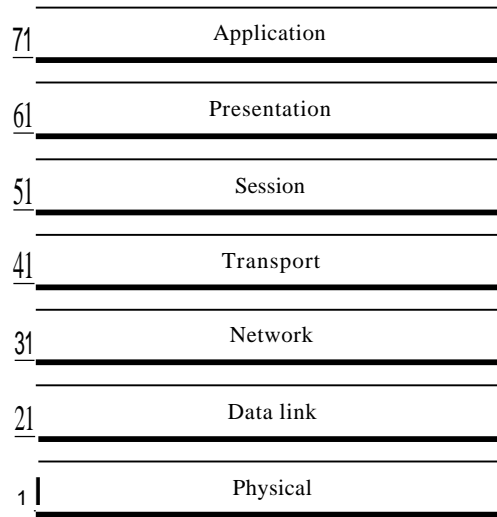 71 Application
61 Presentation
51 Session
41 Transport
31 Network
21 Data link
1 Physical